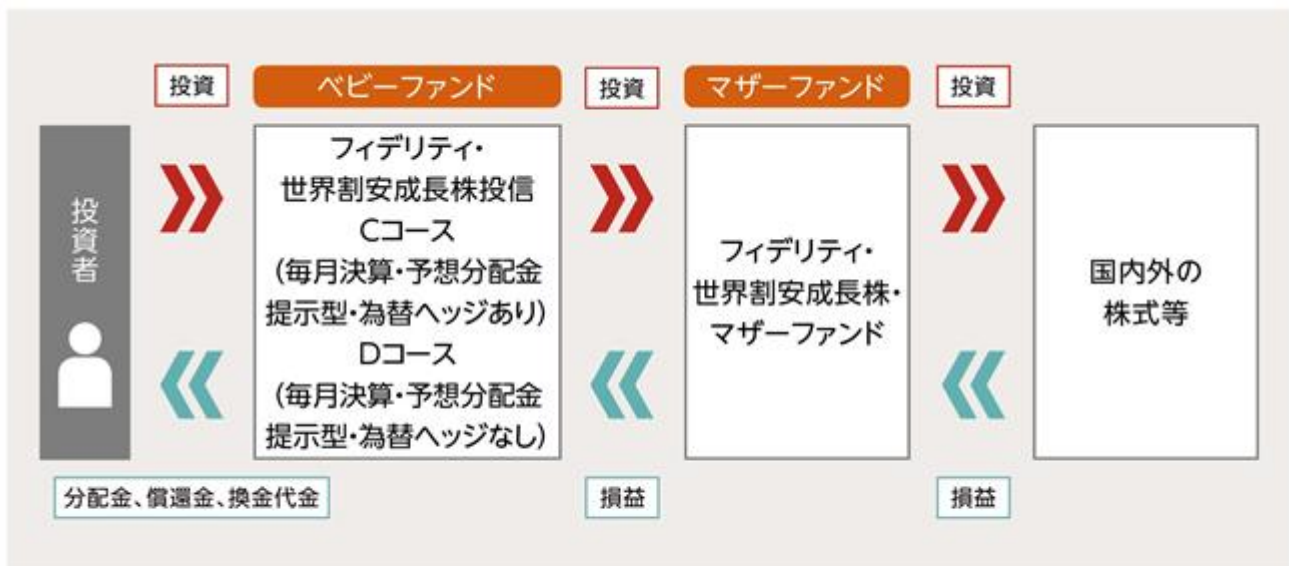 投資
ベビーファンド
投資
マザーファンド
投資
投資者
フィデリティ・
世界割安成長株投信
Cコース
(毎月決算・予想分配金
提示型・為替ヘッジあり)
Dコース
(毎月決算・予想分配金
提示型・為替ヘッジなし)
フィデリティ・
世界割安成長株・
マザーファンド
国内外の
株式等
分配金、償還金、換金代金
損益
損益